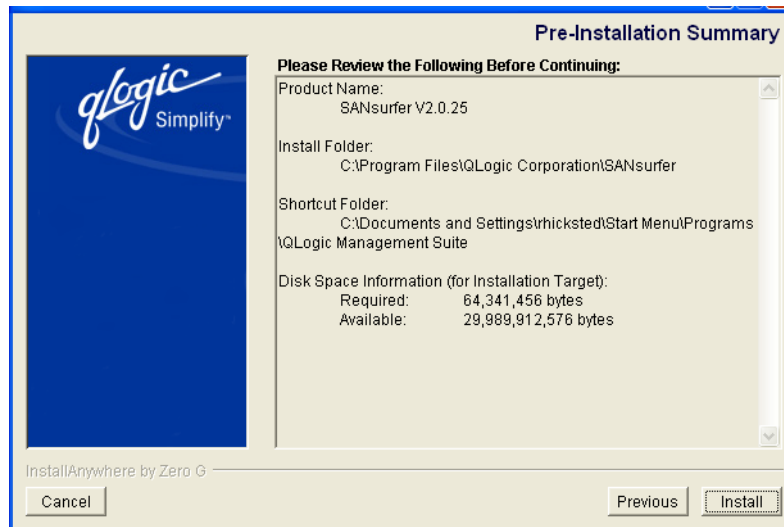 Pre-Installation Summary
qlogic
Simplify™
Please Review the Following Before Continuing:
Product Name:
SANsurfer V2.0.25
Install Folder:
C:\Program Files\QLogic Corporation\SANsurfer
Shortcut Folder:
C:\Documents and Settings\rhicksted\Start Menu\Programs
\QLogic Management Suite
Disk Space Information (for Installation Target):
Required: 64,341,456 bytes
Available: 29,989,912,576 bytes
InstallAnywhere by Zero G
Cancel
Previous
Install